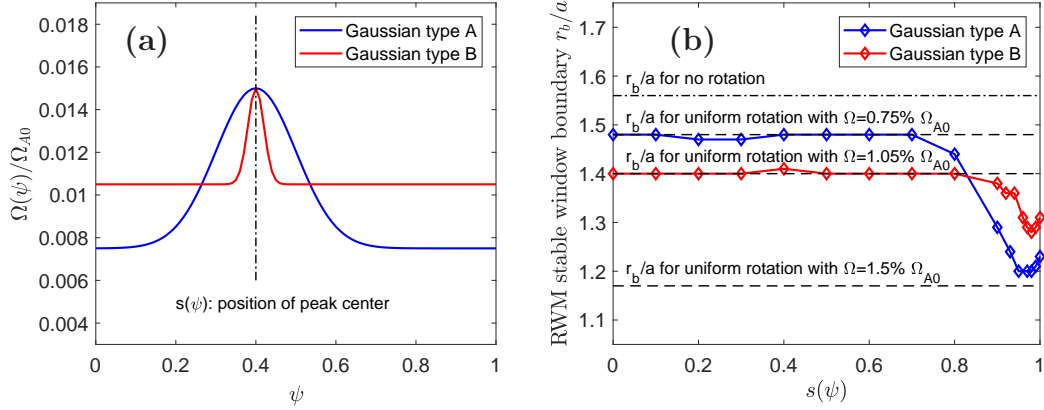 (a)
Gaussian type A
Gaussian type B
0.018
0.016
0.014
0.012
0.01
0.008
0.006
0.004
Ω(ψ)/Ω_A0
s(ψ): position of peak center
0
0.2
0.4
0.6
0.8
1
ψ
(b)
Gaussian type A
Gaussian type B
1.7
1.6
1.5
1.4
1.3
1.2
1.1
RWM stable window boundary r_b/a
r_b/a for no rotation
r_b/a for uniform rotation with Ω=0.75% Ω_A0
r_b/a for uniform rotation with Ω=1.05% Ω_A0
r_b/a for uniform rotation with Ω=1.5% Ω_A0
0
0.2
0.4
0.6
0.8
1
s(ψ)